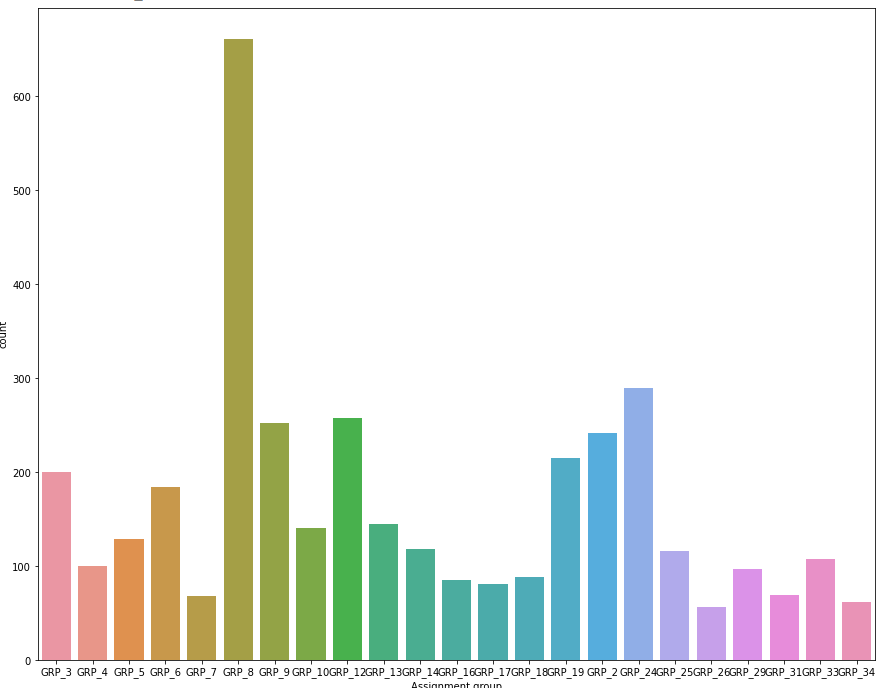 600
500
400
300
200
100
0
count
GRP_3 GRP_4 GRP_5 GRP_6 GRP_7 GRP_8 GRP_9 GRP_10 GRP_12 GRP_13 GRP_14 GRP_16 GRP_17 GRP_18 GRP_19 GRP_2 GRP_24 GRP_25 GRP_26 GRP_29 GRP_31 GRP_33 GRP_34
Assignment group